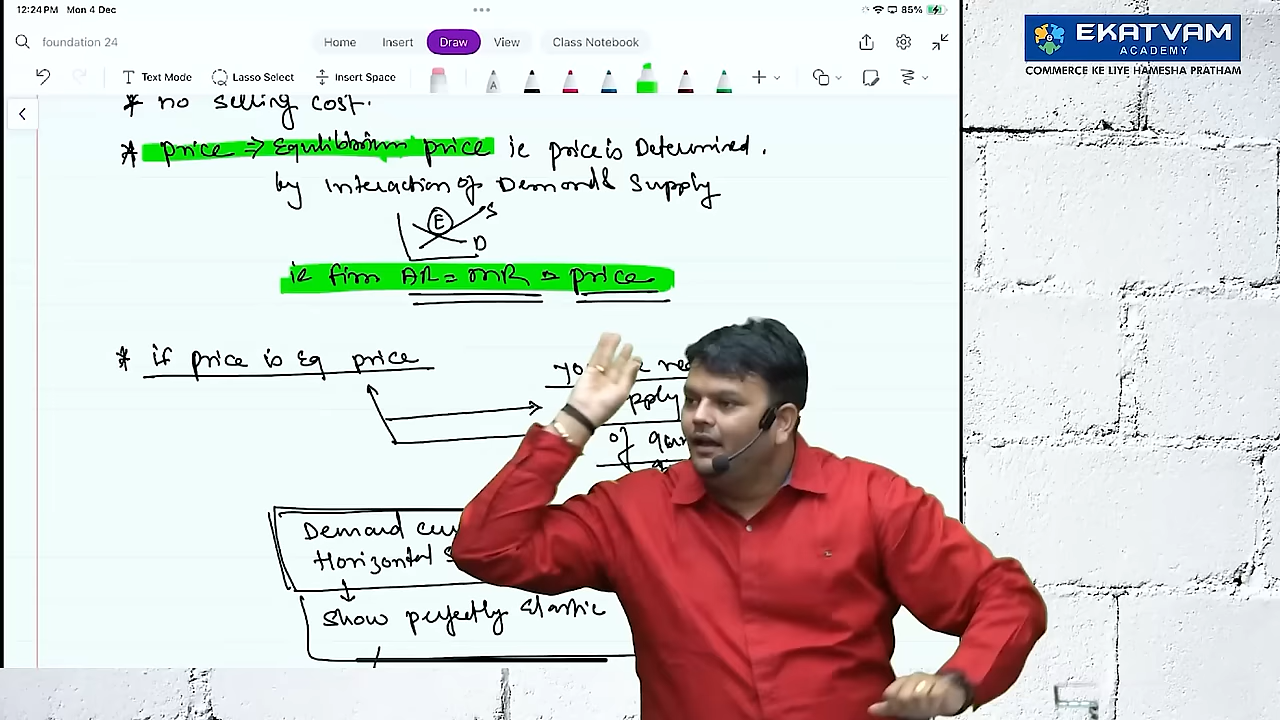 12:24 PM Mon 4 Dec
85%
EKATVAM
ACADEMY
COMMERCE KE LIYE HAMESHA PRATHAM
foundation 24
Home Insert Draw View Class Notebook
Text Mode Lasso Select Insert Space
* no selling cost.
* price ⇒ Equilibrium price ie price is Determined.
by Interaction of Demand & Supply
E S
D
ie firm AR = MR = price
* if price is Eq price
of
Demand
Horizontal
show perfectly Elastic